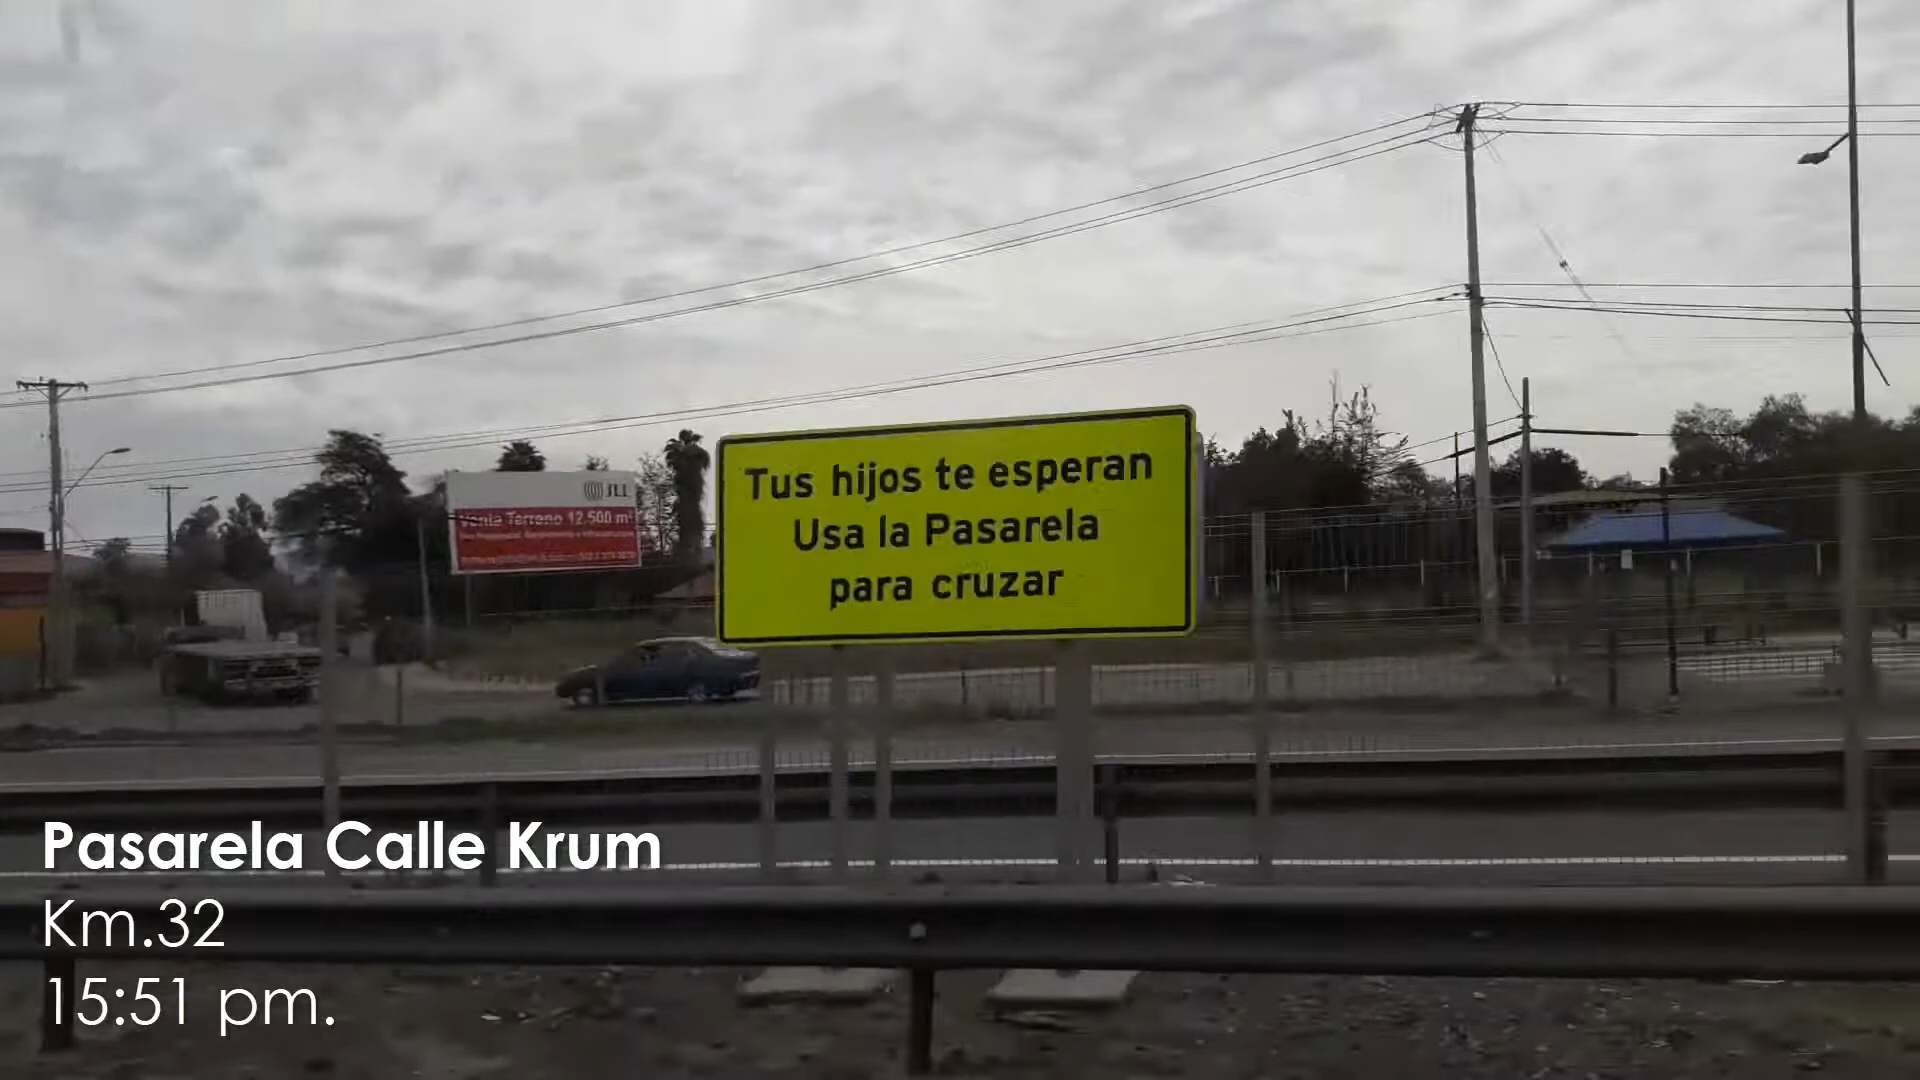 JLL
Venta Terreno 12.500 m²
Tus hijos te esperan
Usa la Pasarela
para cruzar
Pasarela Calle Krum
Km.32
15:51 pm.